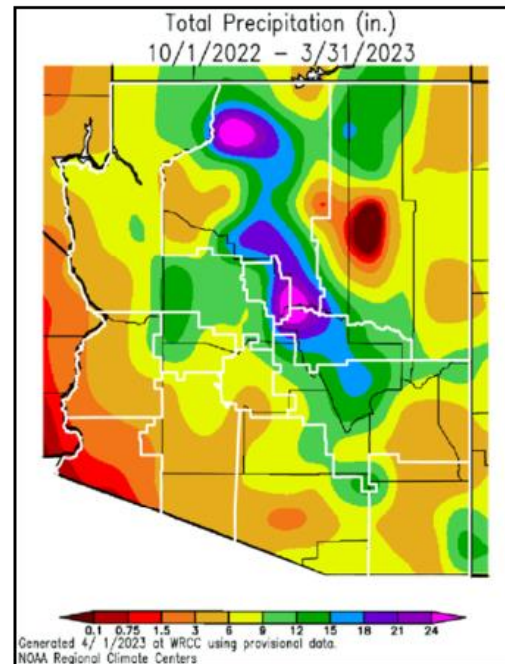 Total Precipitation (in.)
10/1/2022 – 3/31/2023
0.1 0.75 1.5 3 6 9 12 15 18 21 24
Generated 4/ 1/2023 at WRCC using provisional data.
NOAA Regional Climate Centers